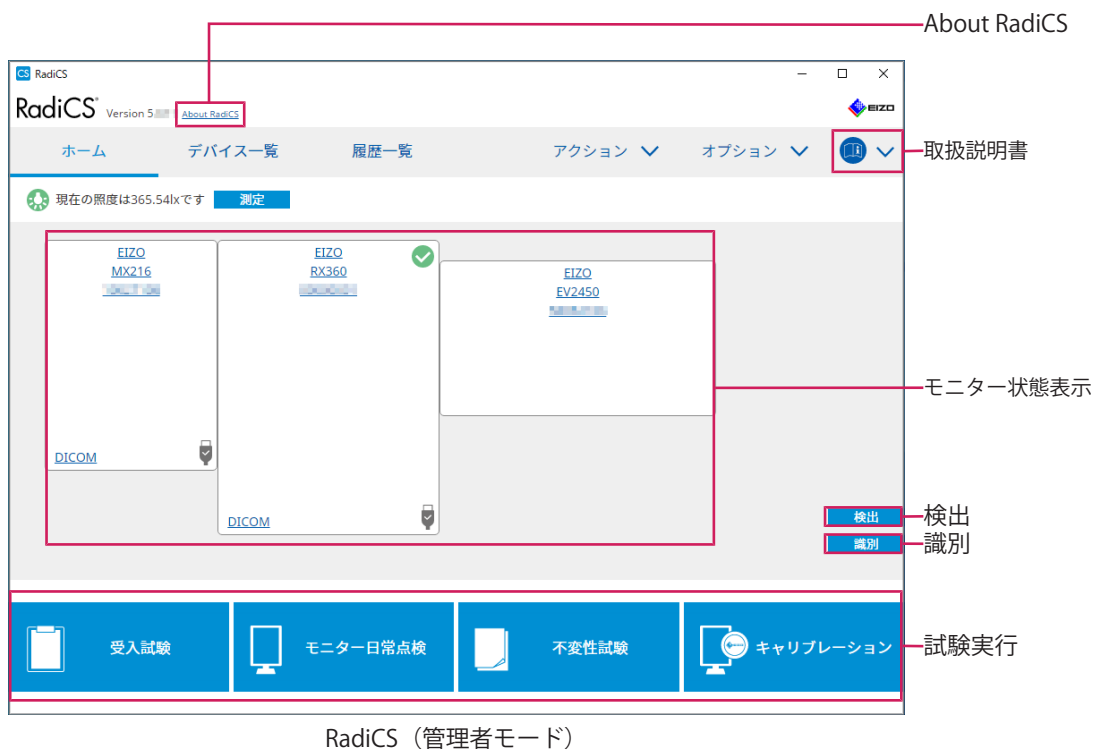 About RadiCS
CS RadiCS
RadiCS® Version 5. About RadiCS
EIZO
ホーム デバイス一覧 履歴一覧 アクション オプション
取扱説明書
現在の照度は365.54lxです 測定
EIZO
MX216
DICOM
EIZO
RX360
DICOM
EIZO
EV2450
モニター状態表示
検出
検出
識別
識別
受入試験 モニター日常点検 不変性試験 キャリブレーション
試験実行
RadiCS（管理者モード）